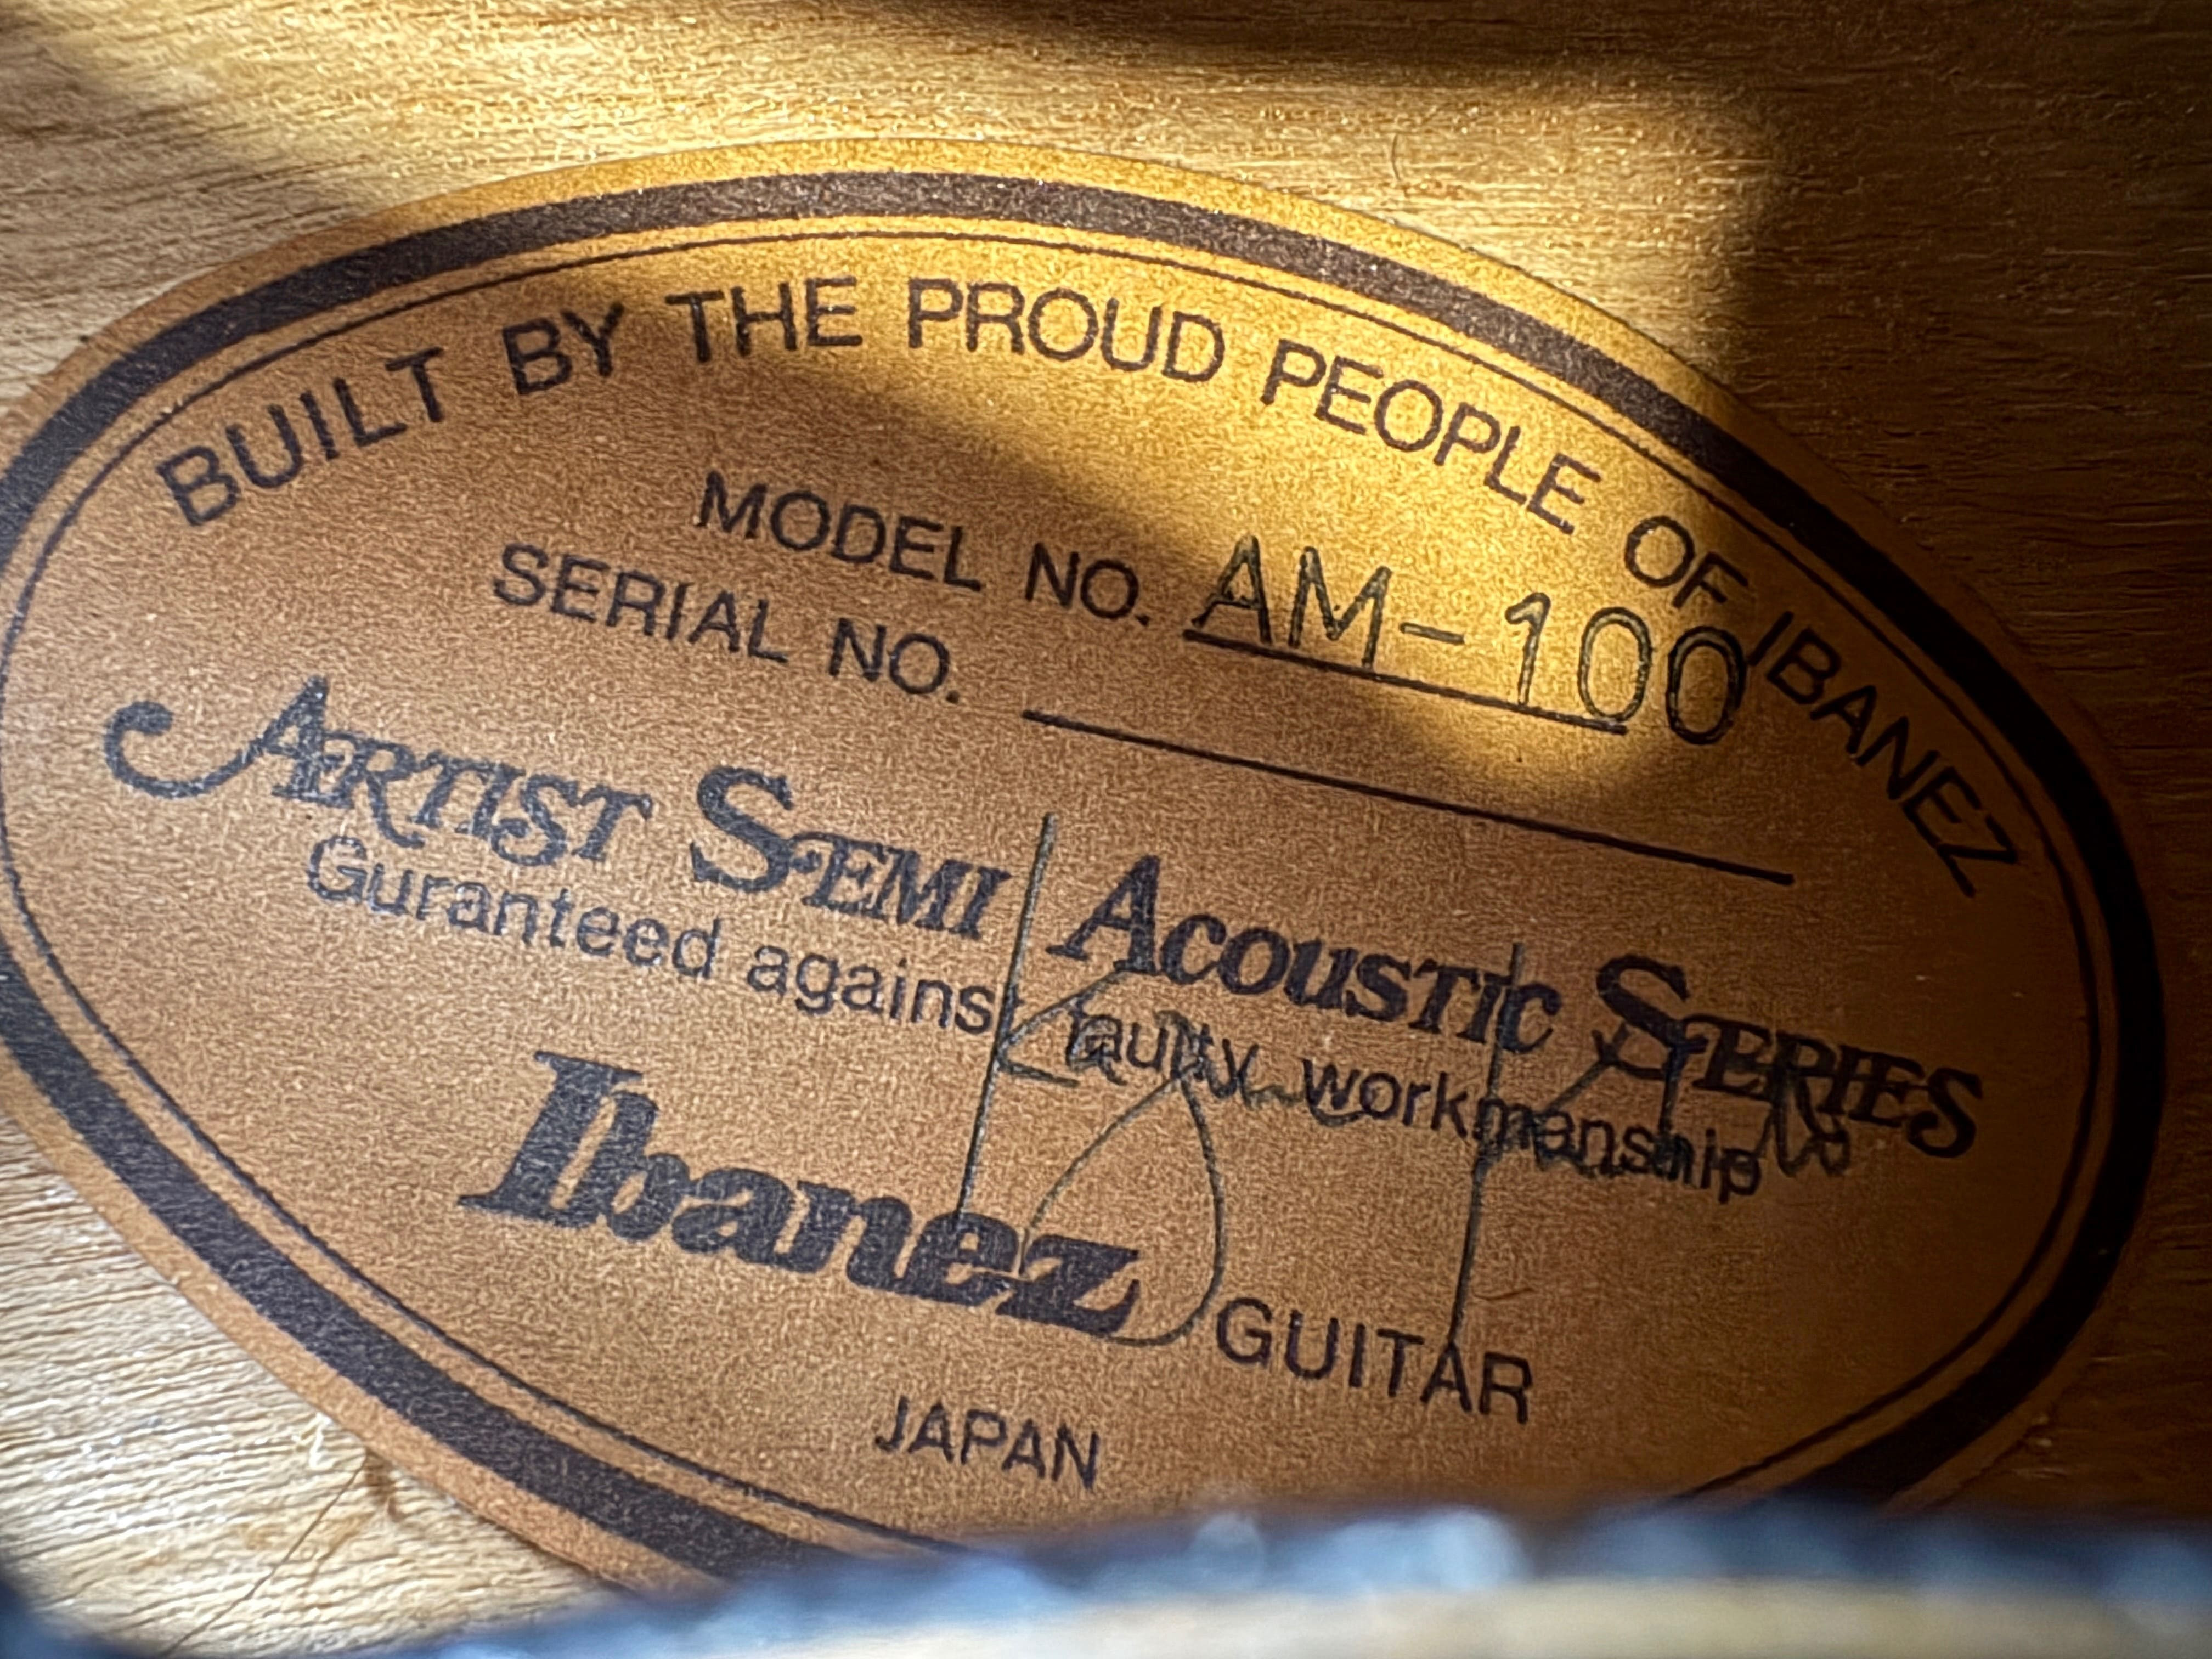 BUILT BY THE PROUD PEOPLE OF IBANEZ
MODEL NO. AM-100
SERIAL NO.
ARTIST SEMI ACOUSTIC SERIES
Guranteed against faulty workmanship
Ibanez GUITAR
JAPAN